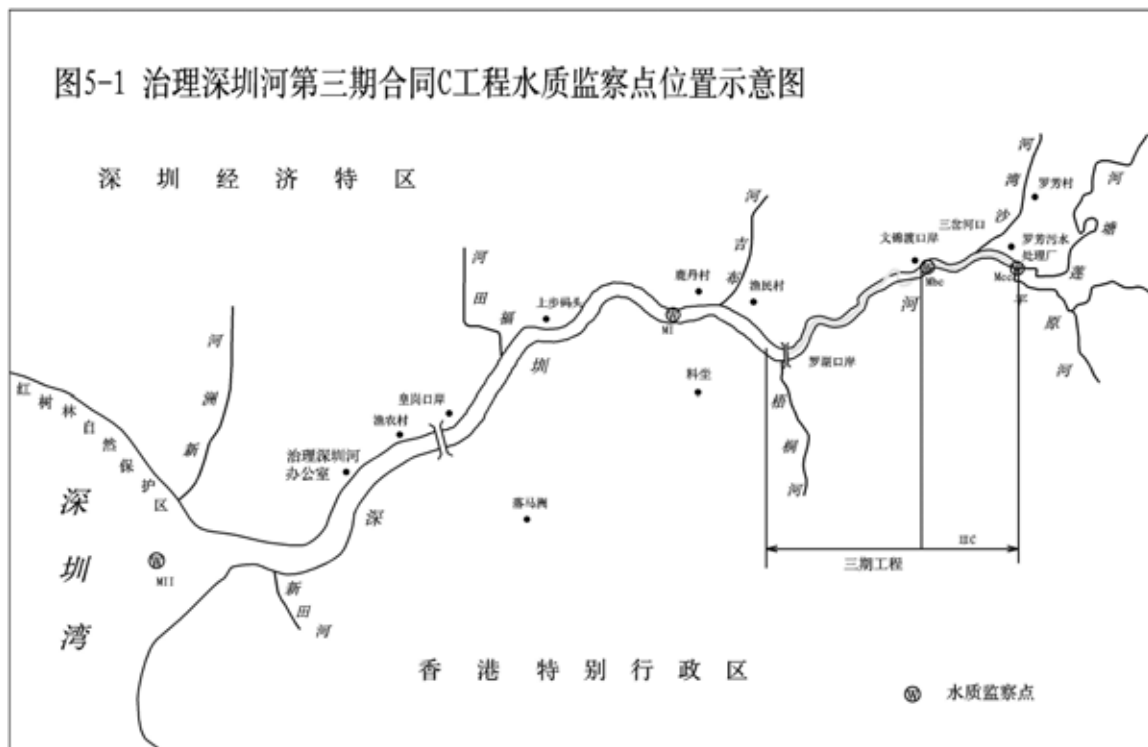 图5-1 治理深圳河第三期合同C工程水质监察点位置示意图
深圳经济特区
河湾沙
罗芳村
河塘莲
三岔河口
文锦渡口岸
罗芳污水
处理厂
河吉布
鹿丹村
渔民村
Mbc
Mcc
平原河
河田福
上步码头
MI
罗湖口岸
河
圳
深
料壆
梧桐河
河洲新
皇岗口岸
渔农村
治理深圳河
办公室
红树林自然保护区
落马洲
深圳湾
MII
新田河
IIIC
三期工程
香港特别行政区
水质监察点